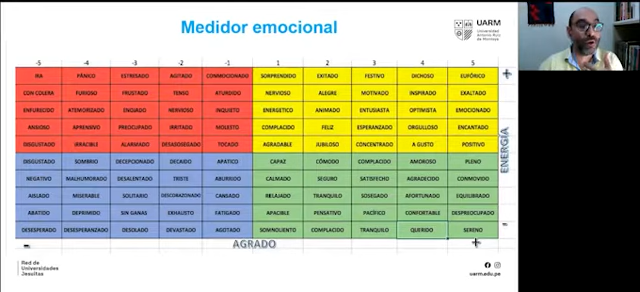 Medidor emocional
UARM
Universidad
Antonio Ruiz
de Montoya
-5 -4 -3 -2 -1 1 2 3 4 5
IRA PÁNICO ESTRESADO AGITADO CONMOCIONADO SORPRENDIDO EXITADO FESTIVO DICHOSO EUFÓRICO
CON COLERA FURIOSO FRUSTADO TENSO ATURDIDO NERVIOSO ALEGRE MOTIVADO INSPIRADO EXALTADO
ENFURECIDO ATEMORIZADO ENOJADO NERVIOSO INQUIETO ENERGETICO ANIMADO ENTUSIASTA OPTIMISTA EMOCIONADO
ANSIOSO APRENSIVO PREOCUPADO IRRITADO MOLESTO COMPLACIDO FELIZ ESPERANZADO ORGULLOSO ENCANTADO
DISGUSTADO IRRACIBLE ALARMADO DESASOSEGADO TOCADO AGRADABLE JUBILOSO CONCENTRADO A GUSTO POSITIVO
DISGUSTADO SOMBRIO DECEPCIONADO DECAIDO APATICO CAPAZ CÓMODO COMPLACIDO AMOROSO PLENO
NEGATIVO MALHUMORADO DESALENTADO TRISTE ABURRIDO CALMADO SEGURO SATISFECHO AGRADECIDO CONMOVIDO
AISLADO MISERABLE SOLITARIO DESCORAZONADO CANSADO RELAJADO TRANQUILO SOSEGADO AFORTUNADO EQUILIBRADO
ABATIDO DEPRIMIDO SIN GANAS EXHAUSTO FATIGADO APACIBLE PENSATIVO PACÍFICO CONFORTABLE DESPREOCUPADO
DESESPERADO DESESPERANZADO DESOLADO DEVASTADO AGOTADO SOMNOLIENTO COMPLACIDO TRANQUILO QUERIDO SERENO
+
ENERGÍA
-
- AGRADO +
Red de
Universidades
Jesuitas
uarm.edu.pe